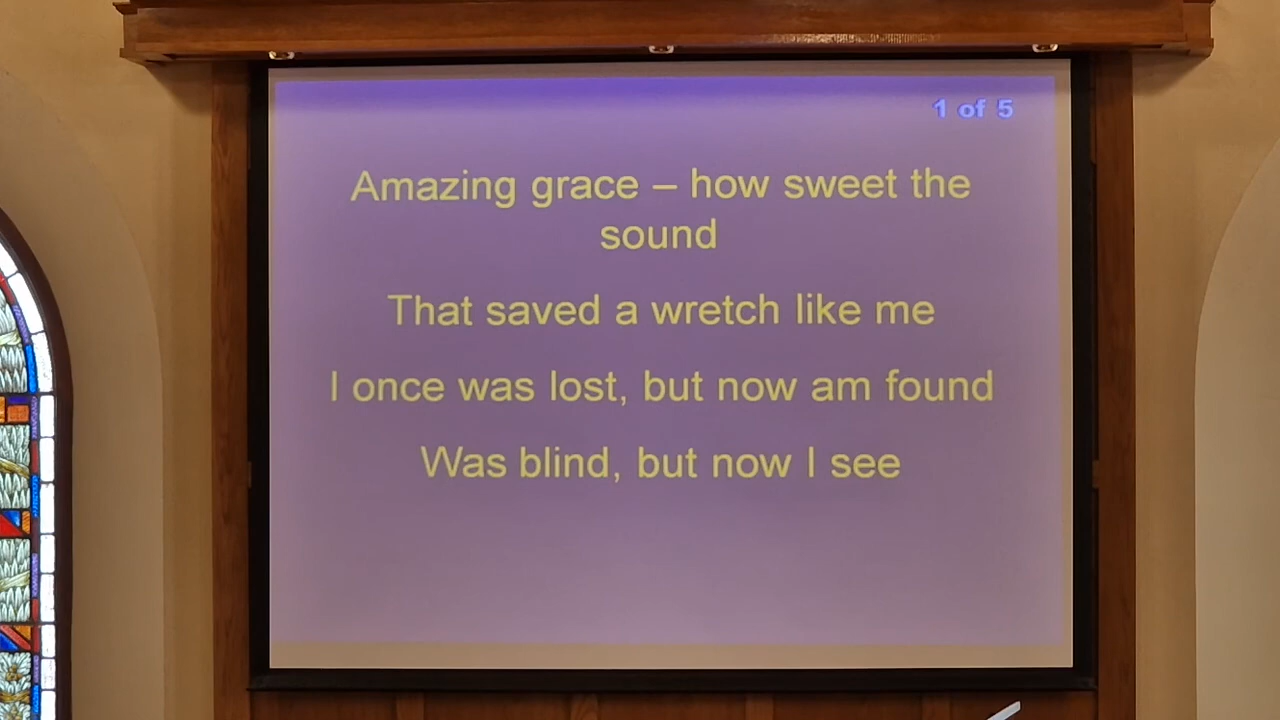 1 of 5
Amazing grace – how sweet the
sound
That saved a wretch like me
I once was lost, but now am found
Was blind, but now I see